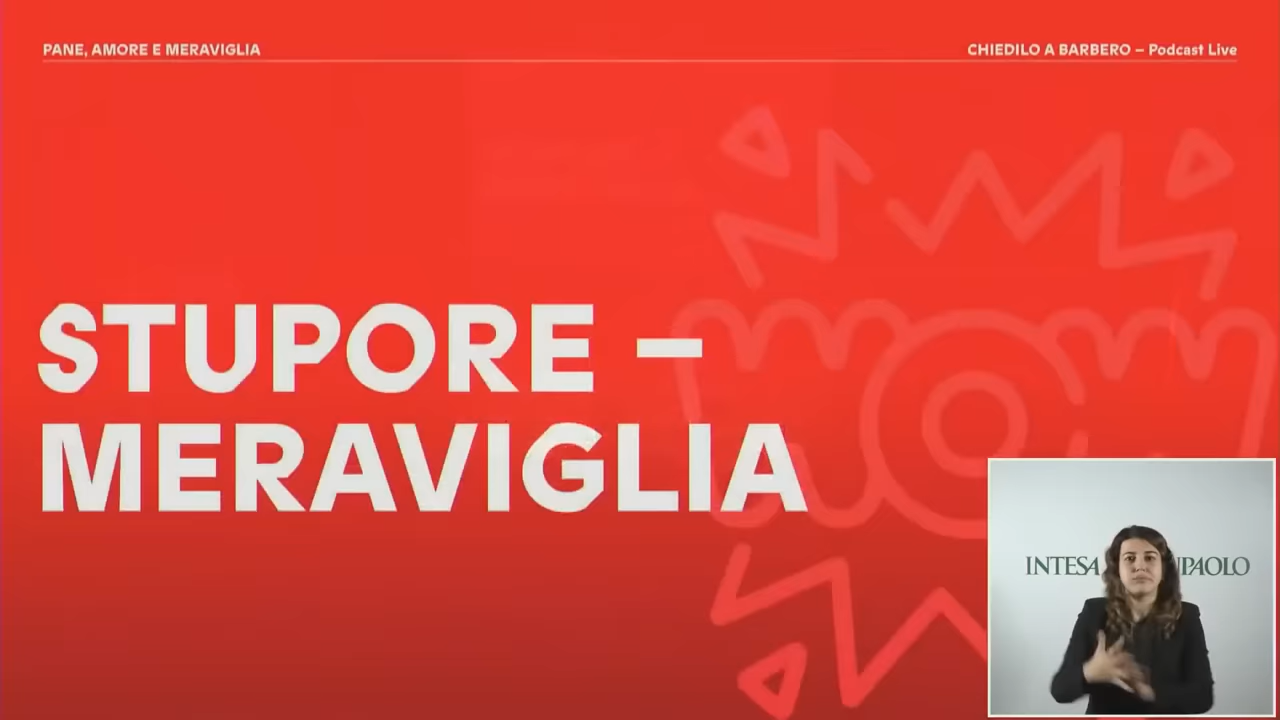 PANE, AMORE E MERAVIGLIA
CHIEDILO A BARBERO – Podcast Live
STUPORE –
MERAVIGLIA
INTESA PAOLO